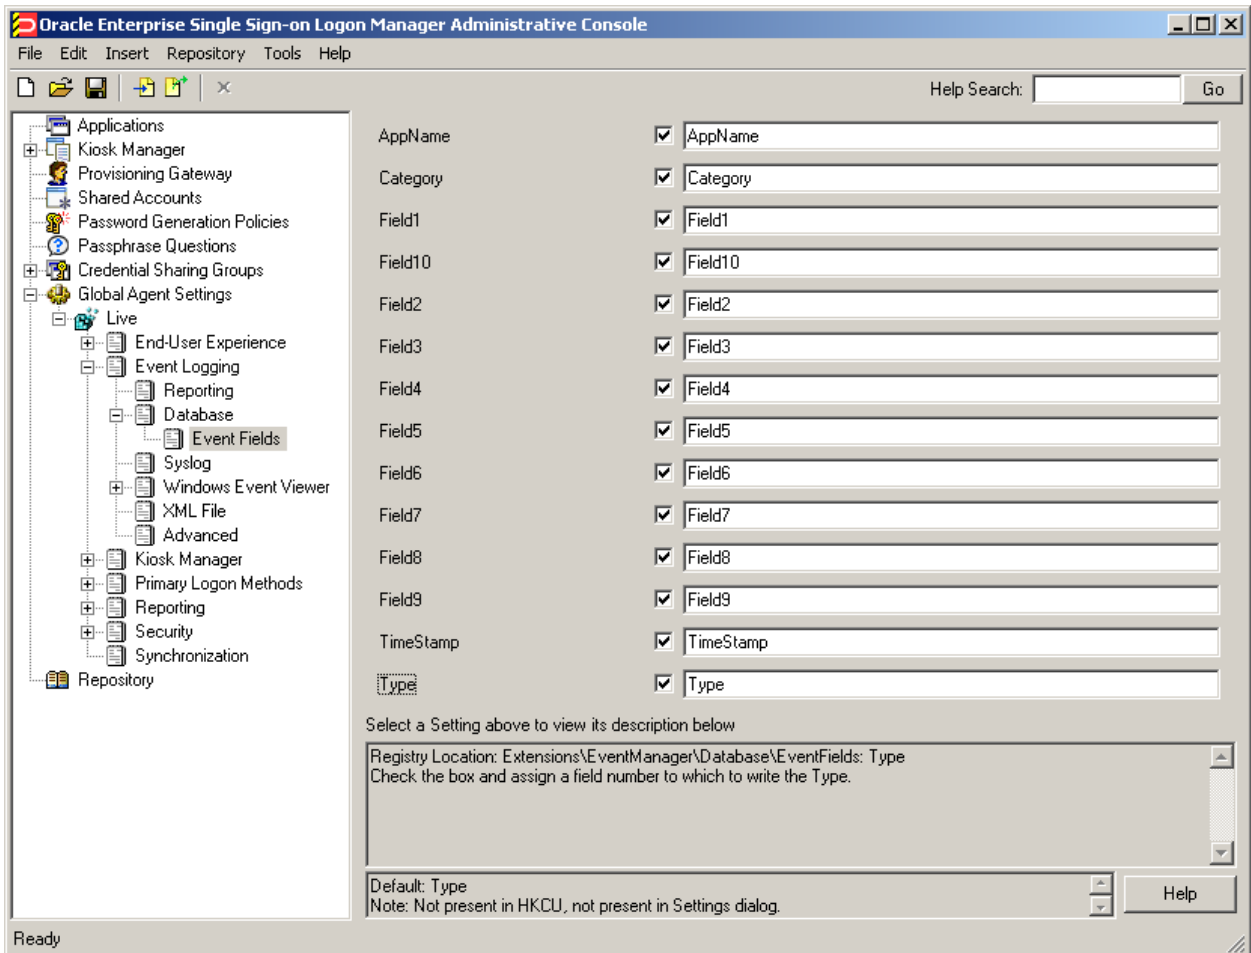 Oracle Enterprise Single Sign-on Logon Manager Administrative Console
File Edit Insert Repository Tools Help
Help Search: Go
Applications
Kiosk Manager
Provisioning Gateway
Shared Accounts
Password Generation Policies
Passphrase Questions
Credential Sharing Groups
Global Agent Settings
Live
End-User Experience
Event Logging
Reporting
Database
Event Fields
Syslog
Windows Event Viewer
XML File
Advanced
Kiosk Manager
Primary Logon Methods
Reporting
Security
Synchronization
Repository
AppName AppName
Category Category
Field1 Field1
Field10 Field10
Field2 Field2
Field3 Field3
Field4 Field4
Field5 Field5
Field6 Field6
Field7 Field7
Field8 Field8
Field9 Field9
TimeStamp TimeStamp
Type Type
Select a Setting above to view its description below
Registry Location: Extensions\EventManager\Database\EventFields: Type
Check the box and assign a field number to which to write the Type.
Default: Type
Note: Not present in HKCU, not present in Settings dialog.
Help
Ready